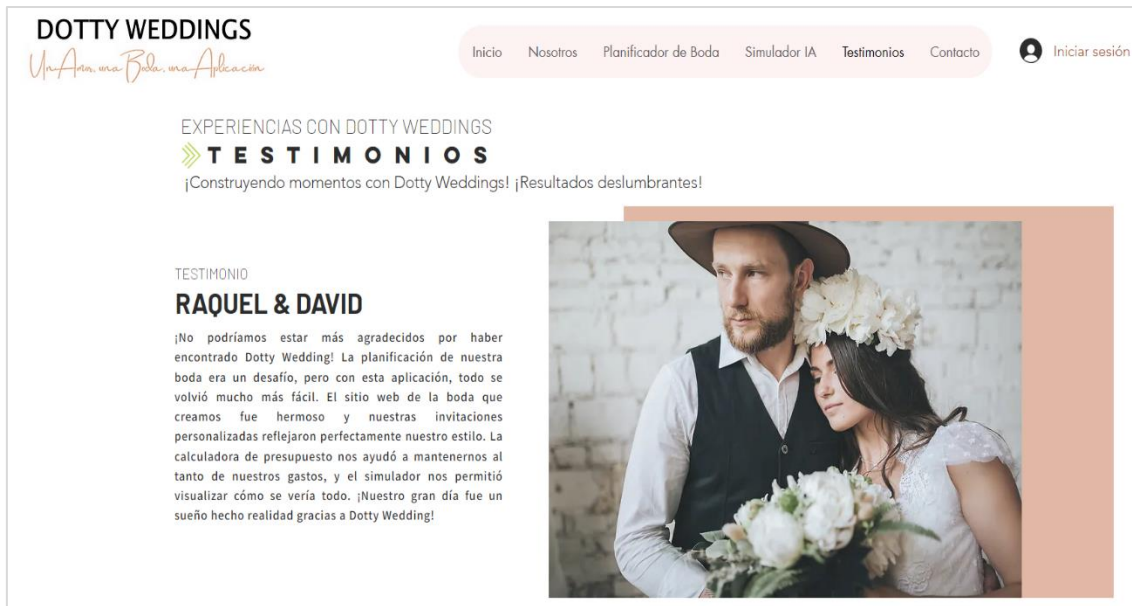 DOTTY WEDDINGS
Un Amor, una Boda, una Aplicación
Inicio Nosotros Planificador de Boda Simulador IA Testimonios Contacto Iniciar sesión
EXPERIENCIAS CON DOTTY WEDDINGS
TESTIMONIOS
¡Construyendo momentos con Dotty Weddings! ¡Resultados deslumbrantes!
TESTIMONIO
RAQUEL & DAVID
¡No podríamos estar más agradecidos por haber
encontrado Dotty Wedding! La planificación de nuestra
boda era un desafío, pero con esta aplicación, todo se
volvió mucho más fácil. El sitio web de la boda que
creamos fue hermoso y nuestras invitaciones
personalizadas reflejaron perfectamente nuestro estilo. La
calculadora de presupuesto nos ayudó a mantenernos al
tanto de nuestros gastos, y el simulador nos permitió
visualizar cómo se vería todo. ¡Nuestro gran día fue un
sueño hecho realidad gracias a Dotty Wedding!